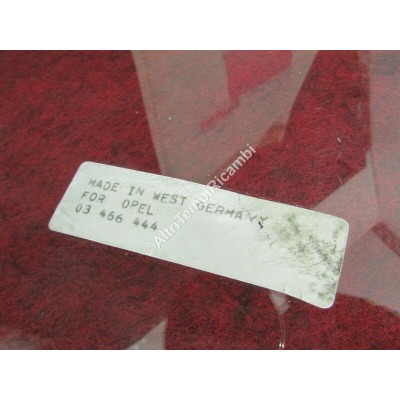 MADE IN WEST GERMANY
FOR OPEL
03 466 444
©AltriTempiRicambi